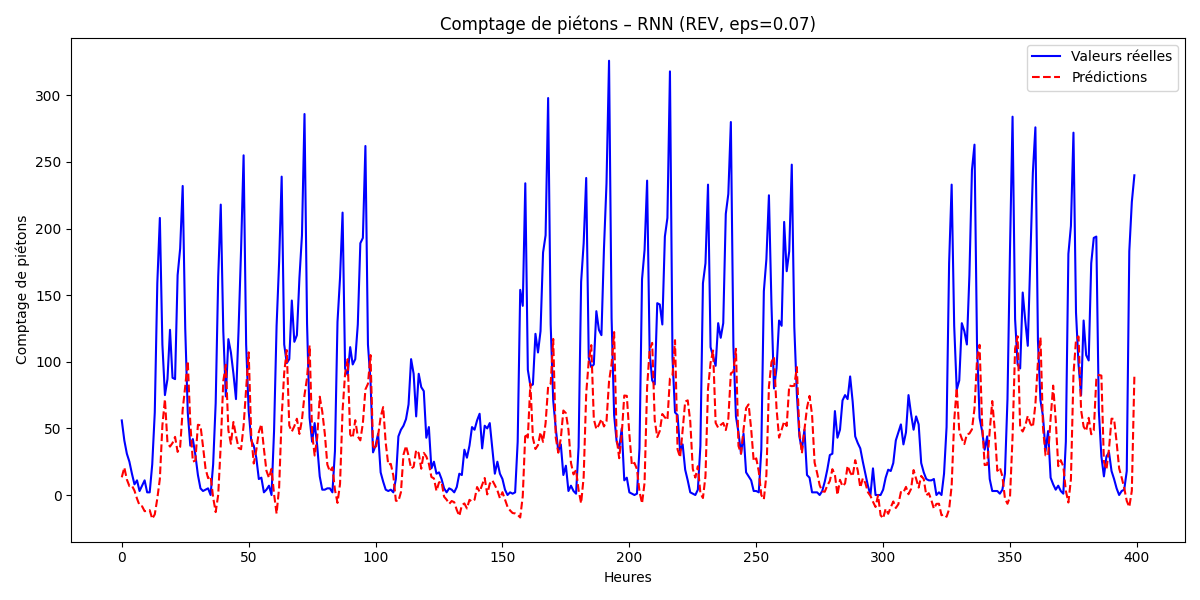 Comptage de piétons – RNN (REV, eps=0.07)
Valeurs réelles
Prédictions
Comptage de piétons
300
250
200
150
100
50
0
0 50 100 150 200 250 300 350 400
Heures